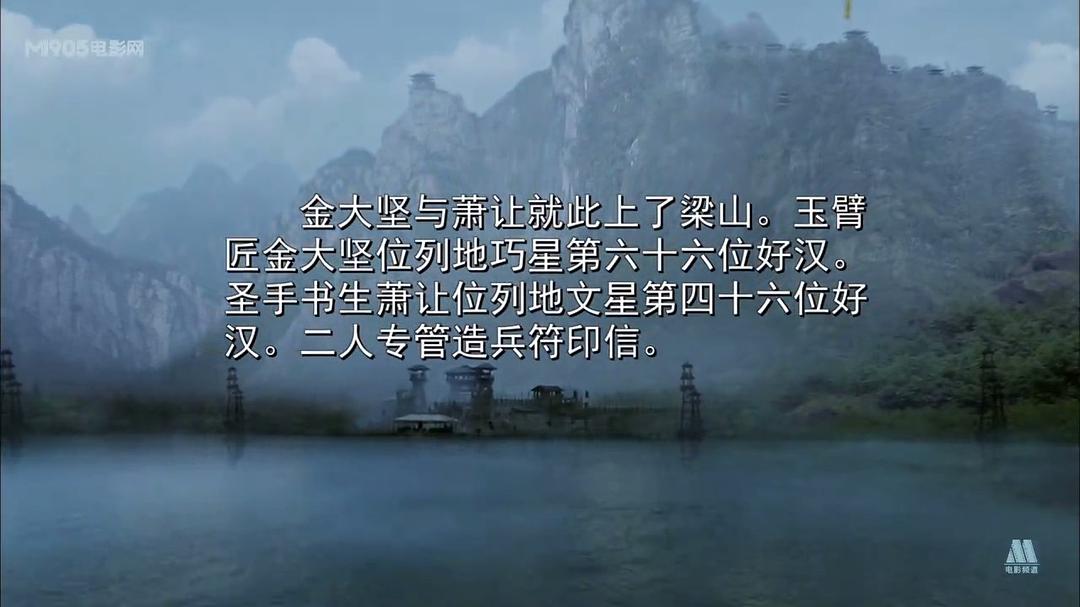 M1905电影网
金大坚与萧让就此上了梁山。玉臂
匠金大坚位列地巧星第六十六位好汉。
圣手书生萧让位列地文星第四十六位好
汉。二人专管造兵符印信。
电影频道